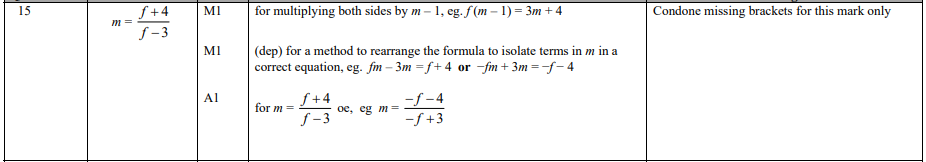 15 m = (f + 4)/(f − 3) M1 for multiplying both sides by m – 1, eg. f (m – 1) = 3m + 4 Condone missing brackets for this mark only
M1 (dep) for a method to rearrange the formula to isolate terms in m in a
correct equation, eg. fm – 3m = f + 4 or −fm + 3m = −f − 4
A1 for m = (f + 4)/(f − 3) oe, eg m = (−f − 4)/(−f + 3)